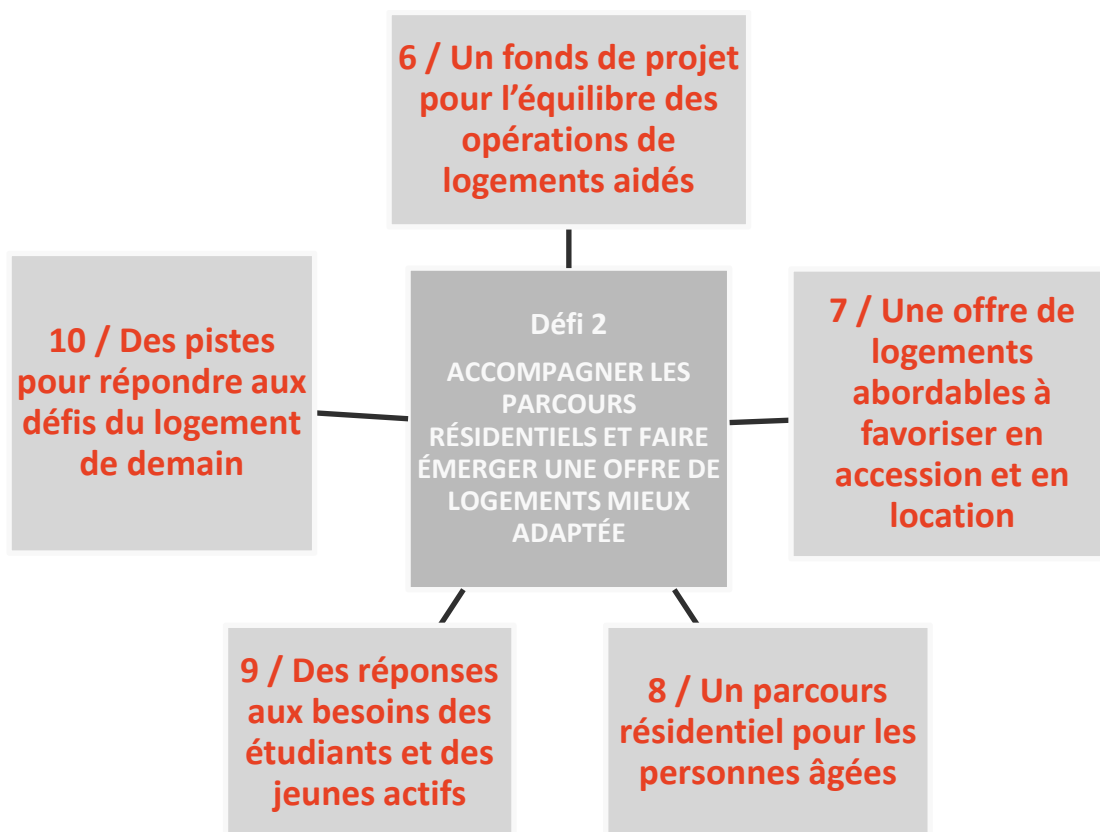 6 / Un fonds de projet
pour l’équilibre des
opérations de
logements aidés
Défi 2
ACCOMPAGNER LES
PARCOURS
RÉSIDENTIELS ET FAIRE
ÉMERGER UNE OFFRE DE
LOGEMENTS MIEUX
ADAPTÉE
7 / Une offre de
logements
abordables à
favoriser en
accession et en
location
8 / Un parcours
résidentiel pour les
personnes âgées
9 / Des réponses
aux besoins des
étudiants et des
jeunes actifs
10 / Des pistes
pour répondre aux
défis du logement
de demain